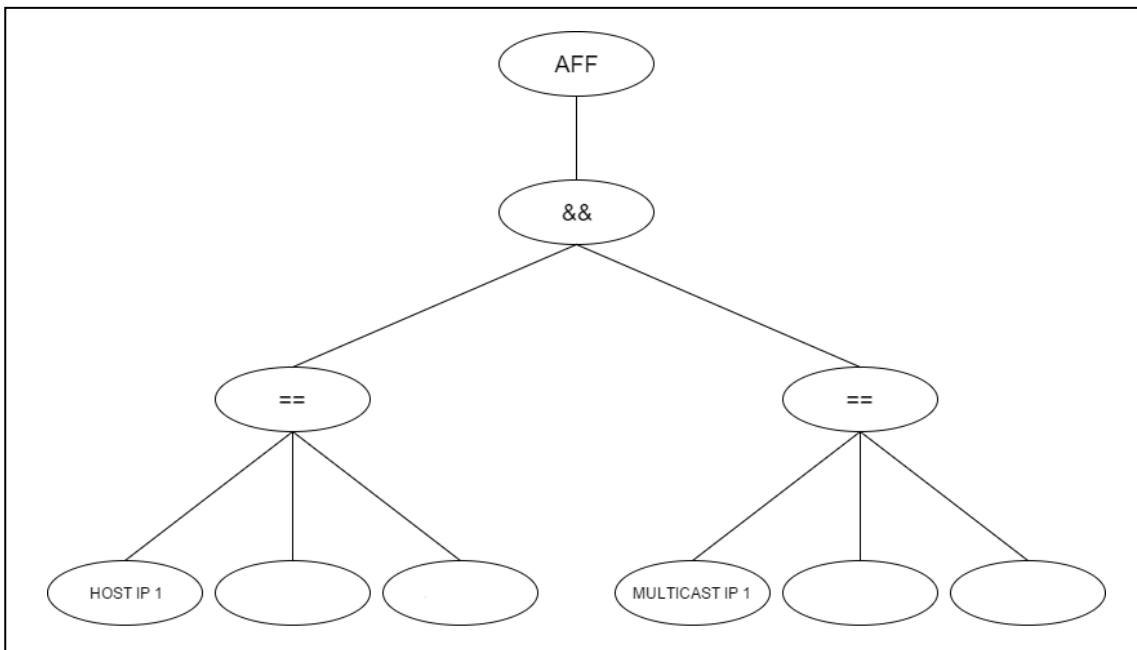 AFF
&&
==
==
HOST IP 1
MULTICAST IP 1